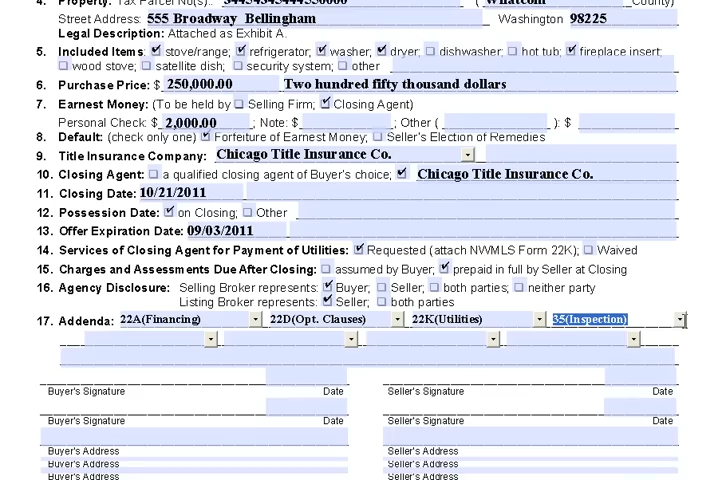 4. Property: Tax Parcel No(s).: ( Whatcom County)
Street Address: 555 Broadway Bellingham Washington 98225
Legal Description: Attached as Exhibit A.
5. Included Items: stove/range; refrigerator; washer; dryer; dishwasher; hot tub; fireplace insert;
wood stove; satellite dish; security system; other
6. Purchase Price: $ 250,000.00 Two hundred fifty thousand dollars
7. Earnest Money: (To be held by Selling Firm; Closing Agent)
Personal Check: $ 2,000.00 ; Note: $ ; Other ( ): $
8. Default: (check only one) Forfeiture of Earnest Money; Seller's Election of Remedies
9. Title Insurance Company: Chicago Title Insurance Co.
10. Closing Agent: a qualified closing agent of Buyer's choice; Chicago Title Insurance Co.
11. Closing Date: 10/21/2011
12. Possession Date: on Closing; Other
13. Offer Expiration Date: 09/03/2011
14. Services of Closing Agent for Payment of Utilities: Requested (attach NWMLS Form 22K); Waived
15. Charges and Assessments Due After Closing: assumed by Buyer; prepaid in full by Seller at Closing
16. Agency Disclosure: Selling Broker represents: Buyer; Seller; both parties; neither party
Listing Broker represents: Seller; both parties
17. Addenda: 22A(Financing) 22D(Opt. Clauses) 22K(Utilities) 35(Inspection)
Buyer's Signature Date Seller's Signature Date
Buyer's Signature Date Seller's Signature Date
Buyer's Address Seller's Address
Buyer's Address Seller's Address
Buyer's Address Seller's Address